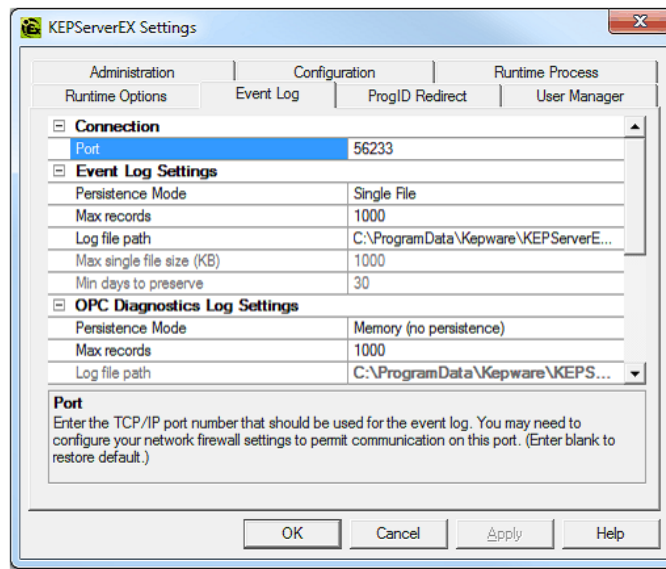 KEPServerEX Settings
Administration Configuration Runtime Process
Runtime Options Event Log ProgID Redirect User Manager
Connection
Port 56233
Event Log Settings
Persistence Mode Single File
Max records 1000
Log file path C:\ProgramData\Kepware\KEPServerE...
Max single file size (KB) 1000
Min days to preserve 30
OPC Diagnostics Log Settings
Persistence Mode Memory (no persistence)
Max records 1000
Log file path C:\ProgramData\Kepware\KEPS...
Port
Enter the TCP/IP port number that should be used for the event log. You may need to
configure your network firewall settings to permit communication on this port. (Enter blank to
restore default.)
OK Cancel Apply Help